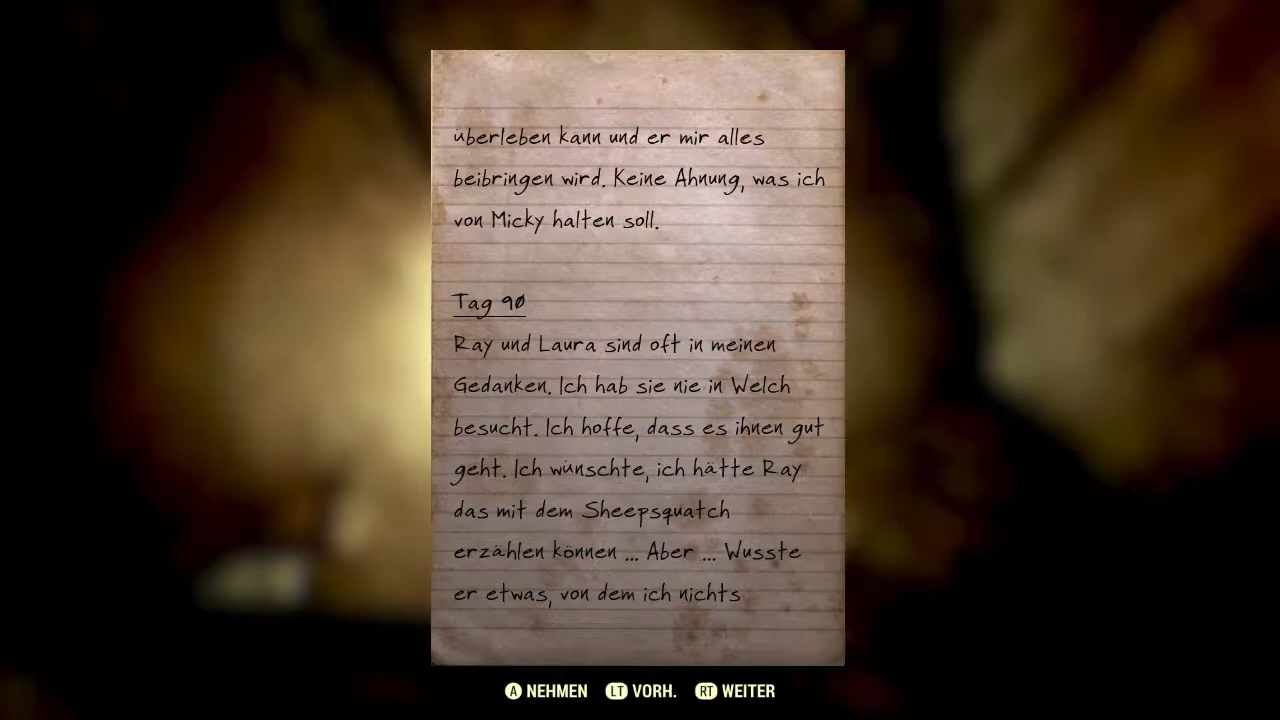 überleben kann und er mir alles
beibringen wird. Keine Ahnung, was ich
von Micky halten soll.
Tag 90
Ray und Laura sind oft in meinen
Gedanken. Ich hab sie nie in Welch
besucht. Ich hoffe, dass es ihnen gut
geht. Ich wünschte, ich hätte Ray
das mit dem Sheepsquatch
erzählen können ... Aber ... Wusste
er etwas, von dem ich nichts
A NEHMEN LT VORH. RT WEITER